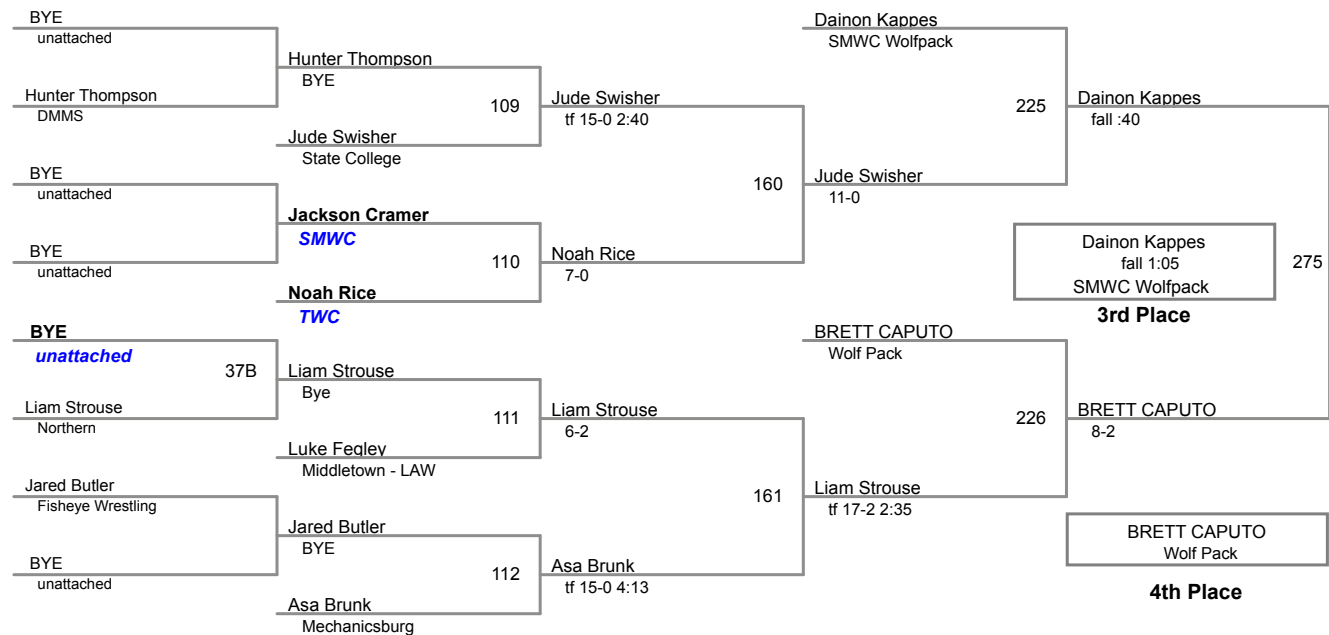 BYE
unattached
Hunter Thompson
DMMS
BYE
unattached
BYE
unattached
BYE
unattached
37B
Liam Strouse
Northern
Jared Butler
Fisheye Wrestling
BYE
unattached
Hunter Thompson
BYE
109
Jude Swisher
State College
Jackson Cramer
SMWC
110
Noah Rice
TWC
Liam Strouse
Bye
111
Luke Fegley
Middletown - LAW
Jared Butler
BYE
112
Asa Brunk
Mechanicsburg
Jude Swisher
tf 15-0 2:40
160
Noah Rice
7-0
Liam Strouse
6-2
161
Asa Brunk
tf 15-0 4:13
Dainon Kappes
SMWC Wolfpack
225
Jude Swisher
11-0
BRETT CAPUTO
Wolf Pack
226
Liam Strouse
tf 17-2 2:35
Dainon Kappes
fall :40
Dainon Kappes
fall 1:05
SMWC Wolfpack
275
3rd Place
BRETT CAPUTO
8-2
BRETT CAPUTO
Wolf Pack
4th Place